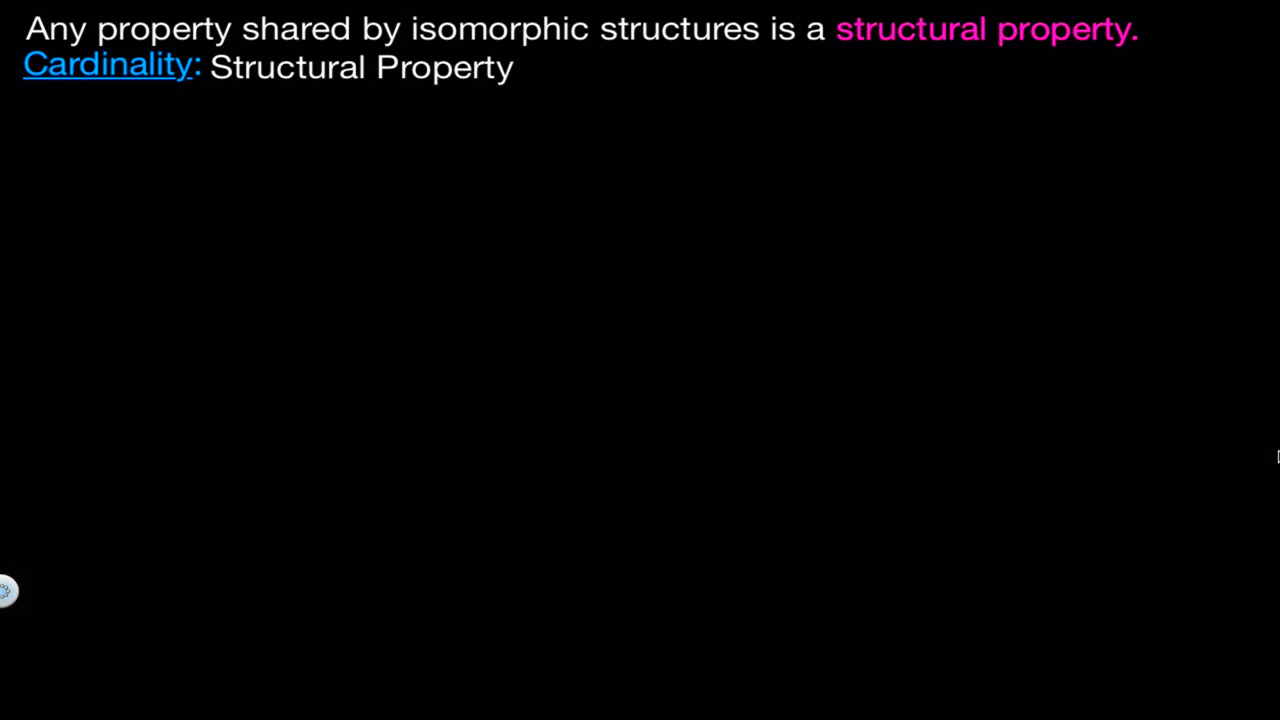 Any property shared by isomorphic structures is a structural property.
Cardinality: Structural Property